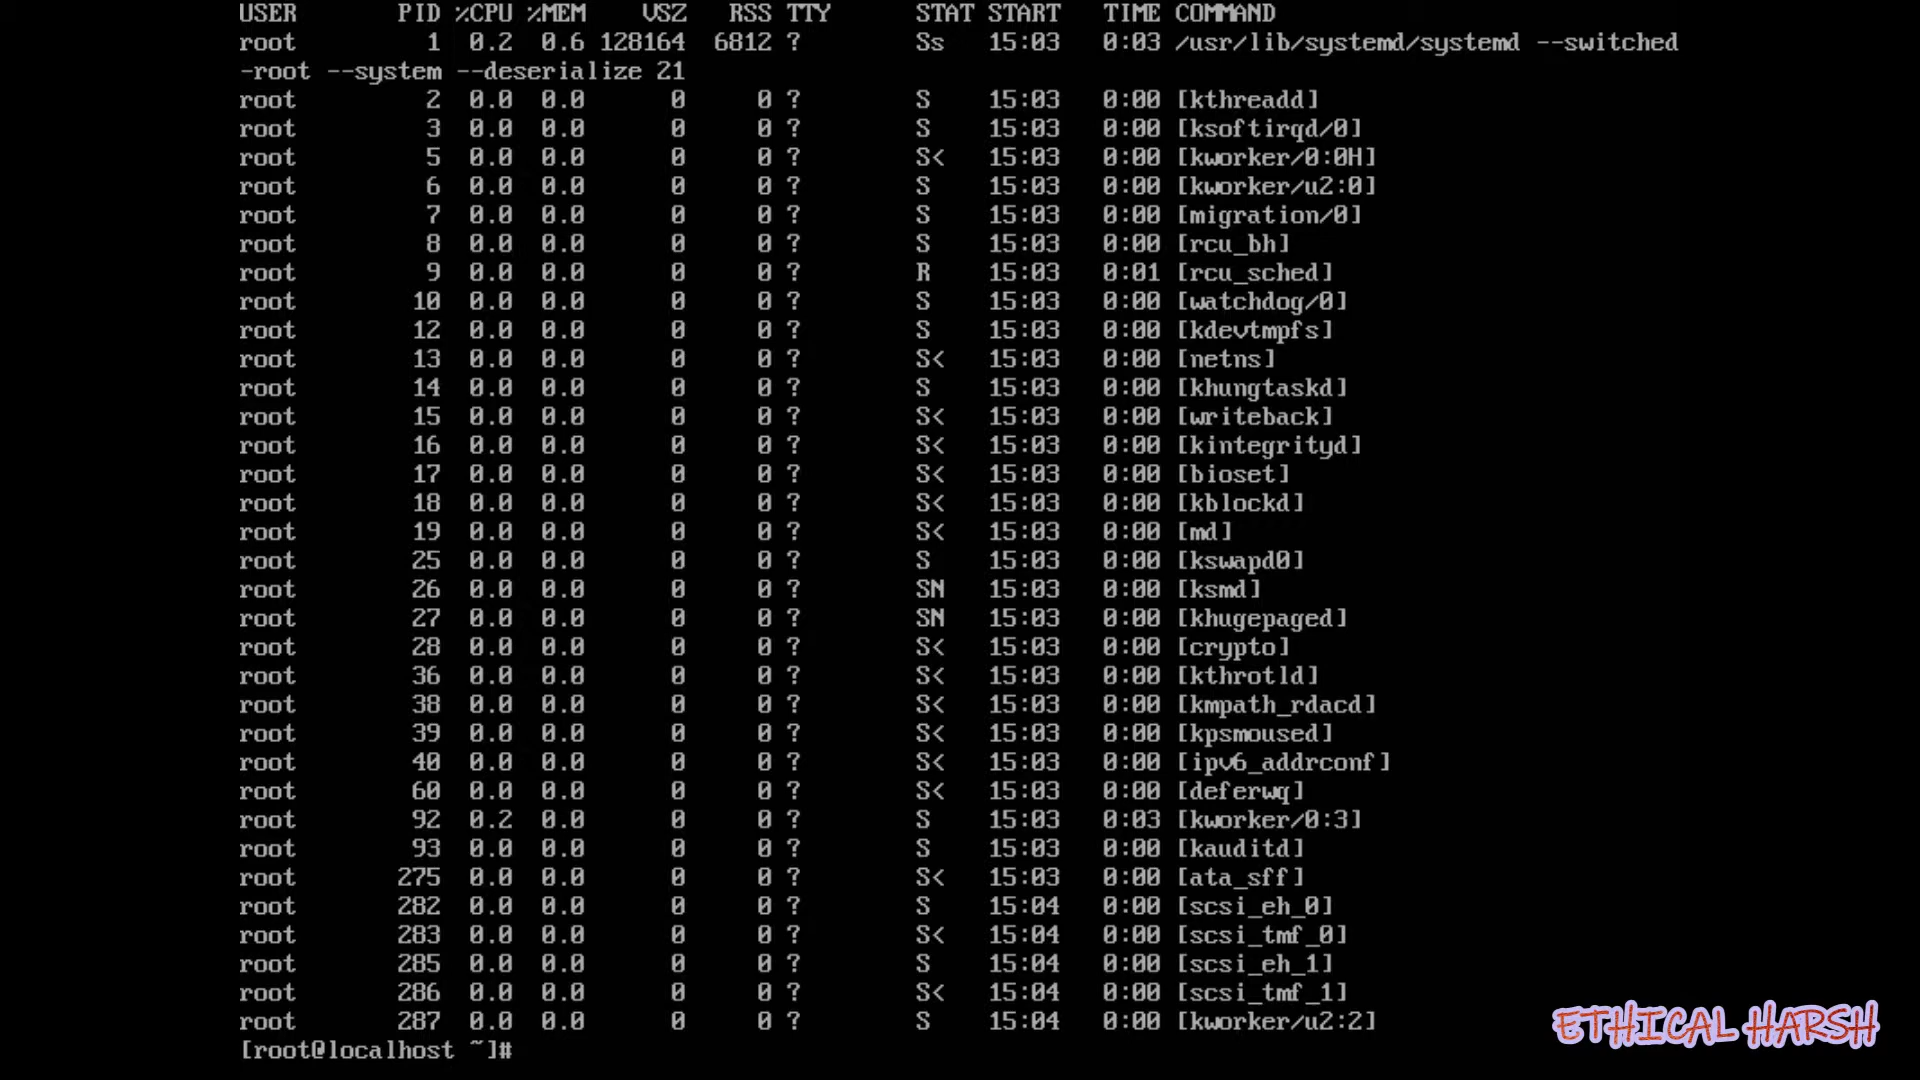 USER       PID %CPU %MEM    VSZ   RSS TTY      STAT START   TIME COMMAND
root         1  0.2  0.6 128164  6812 ?        Ss   15:03   0:03 /usr/lib/systemd/systemd --switched
-root --system --deserialize 21
root         2  0.0  0.0      0     0 ?        S    15:03   0:00 [kthreadd]
root         3  0.0  0.0      0     0 ?        S    15:03   0:00 [ksoftirqd/0]
root         5  0.0  0.0      0     0 ?        S<   15:03   0:00 [kworker/0:0H]
root         6  0.0  0.0      0     0 ?        S    15:03   0:00 [kworker/u2:0]
root         7  0.0  0.0      0     0 ?        S    15:03   0:00 [migration/0]
root         8  0.0  0.0      0     0 ?        S    15:03   0:00 [rcu_bh]
root         9  0.0  0.0      0     0 ?        R    15:03   0:01 [rcu_sched]
root        10  0.0  0.0      0     0 ?        S    15:03   0:00 [watchdog/0]
root        12  0.0  0.0      0     0 ?        S    15:03   0:00 [kdevtmpfs]
root        13  0.0  0.0      0     0 ?        S<   15:03   0:00 [netns]
root        14  0.0  0.0      0     0 ?        S    15:03   0:00 [khungtaskd]
root        15  0.0  0.0      0     0 ?        S<   15:03   0:00 [writeback]
root        16  0.0  0.0      0     0 ?        S<   15:03   0:00 [kintegrityd]
root        17  0.0  0.0      0     0 ?        S<   15:03   0:00 [bioset]
root        18  0.0  0.0      0     0 ?        S<   15:03   0:00 [kblockd]
root        19  0.0  0.0      0     0 ?        S<   15:03   0:00 [md]
root        25  0.0  0.0      0     0 ?        S    15:03   0:00 [kswapd0]
root        26  0.0  0.0      0     0 ?        SN   15:03   0:00 [ksmd]
root        27  0.0  0.0      0     0 ?        SN   15:03   0:00 [khugepaged]
root        28  0.0  0.0      0     0 ?        S<   15:03   0:00 [crypto]
root        36  0.0  0.0      0     0 ?        S<   15:03   0:00 [kthrotld]
root        38  0.0  0.0      0     0 ?        S<   15:03   0:00 [kmpath_rdacd]
root        39  0.0  0.0      0     0 ?        S<   15:03   0:00 [kpsmoused]
root        40  0.0  0.0      0     0 ?        S<   15:03   0:00 [ipv6_addrconf]
root        60  0.0  0.0      0     0 ?        S<   15:03   0:00 [deferwq]
root        92  0.2  0.0      0     0 ?        S    15:03   0:03 [kworker/0:3]
root        93  0.0  0.0      0     0 ?        S    15:03   0:00 [kauditd]
root       275  0.0  0.0      0     0 ?        S<   15:03   0:00 [ata_sff]
root       282  0.0  0.0      0     0 ?        S    15:04   0:00 [scsi_eh_0]
root       283  0.0  0.0      0     0 ?        S<   15:04   0:00 [scsi_tmf_0]
root       285  0.0  0.0      0     0 ?        S    15:04   0:00 [scsi_eh_1]
root       286  0.0  0.0      0     0 ?        S<   15:04   0:00 [scsi_tmf_1]
root       287  0.0  0.0      0     0 ?        S    15:04   0:00 [kworker/u2:2]
[root@localhost ~]#
ETHICAL HARSH